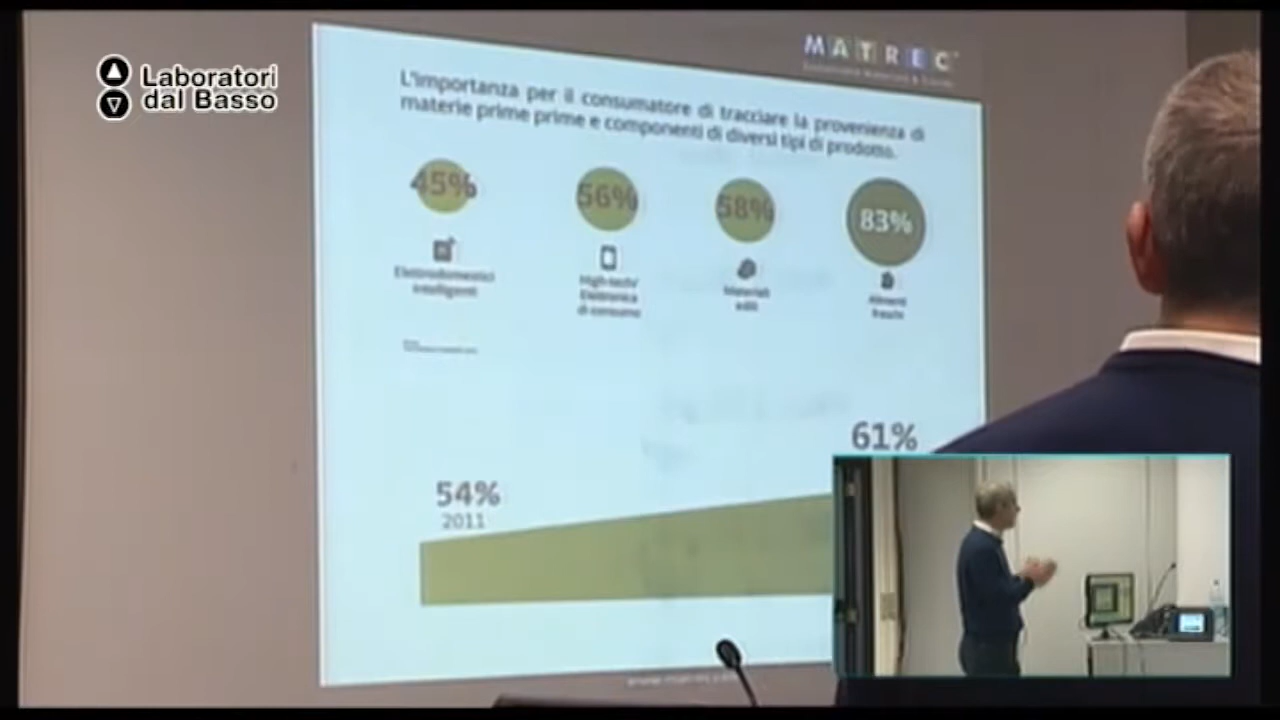 Laboratori
dal Basso
MATREC
L'importanza per il consumatore di tracciare la provenienza di
materie prime prime e componenti di diversi tipi di prodotto.
45%
56%
58%
83%
Elettrodomestici
intelligenti
High-tech/
Elettronica
di consumo
Materiali
edili
Alimenti
freschi
61%
54%
2011